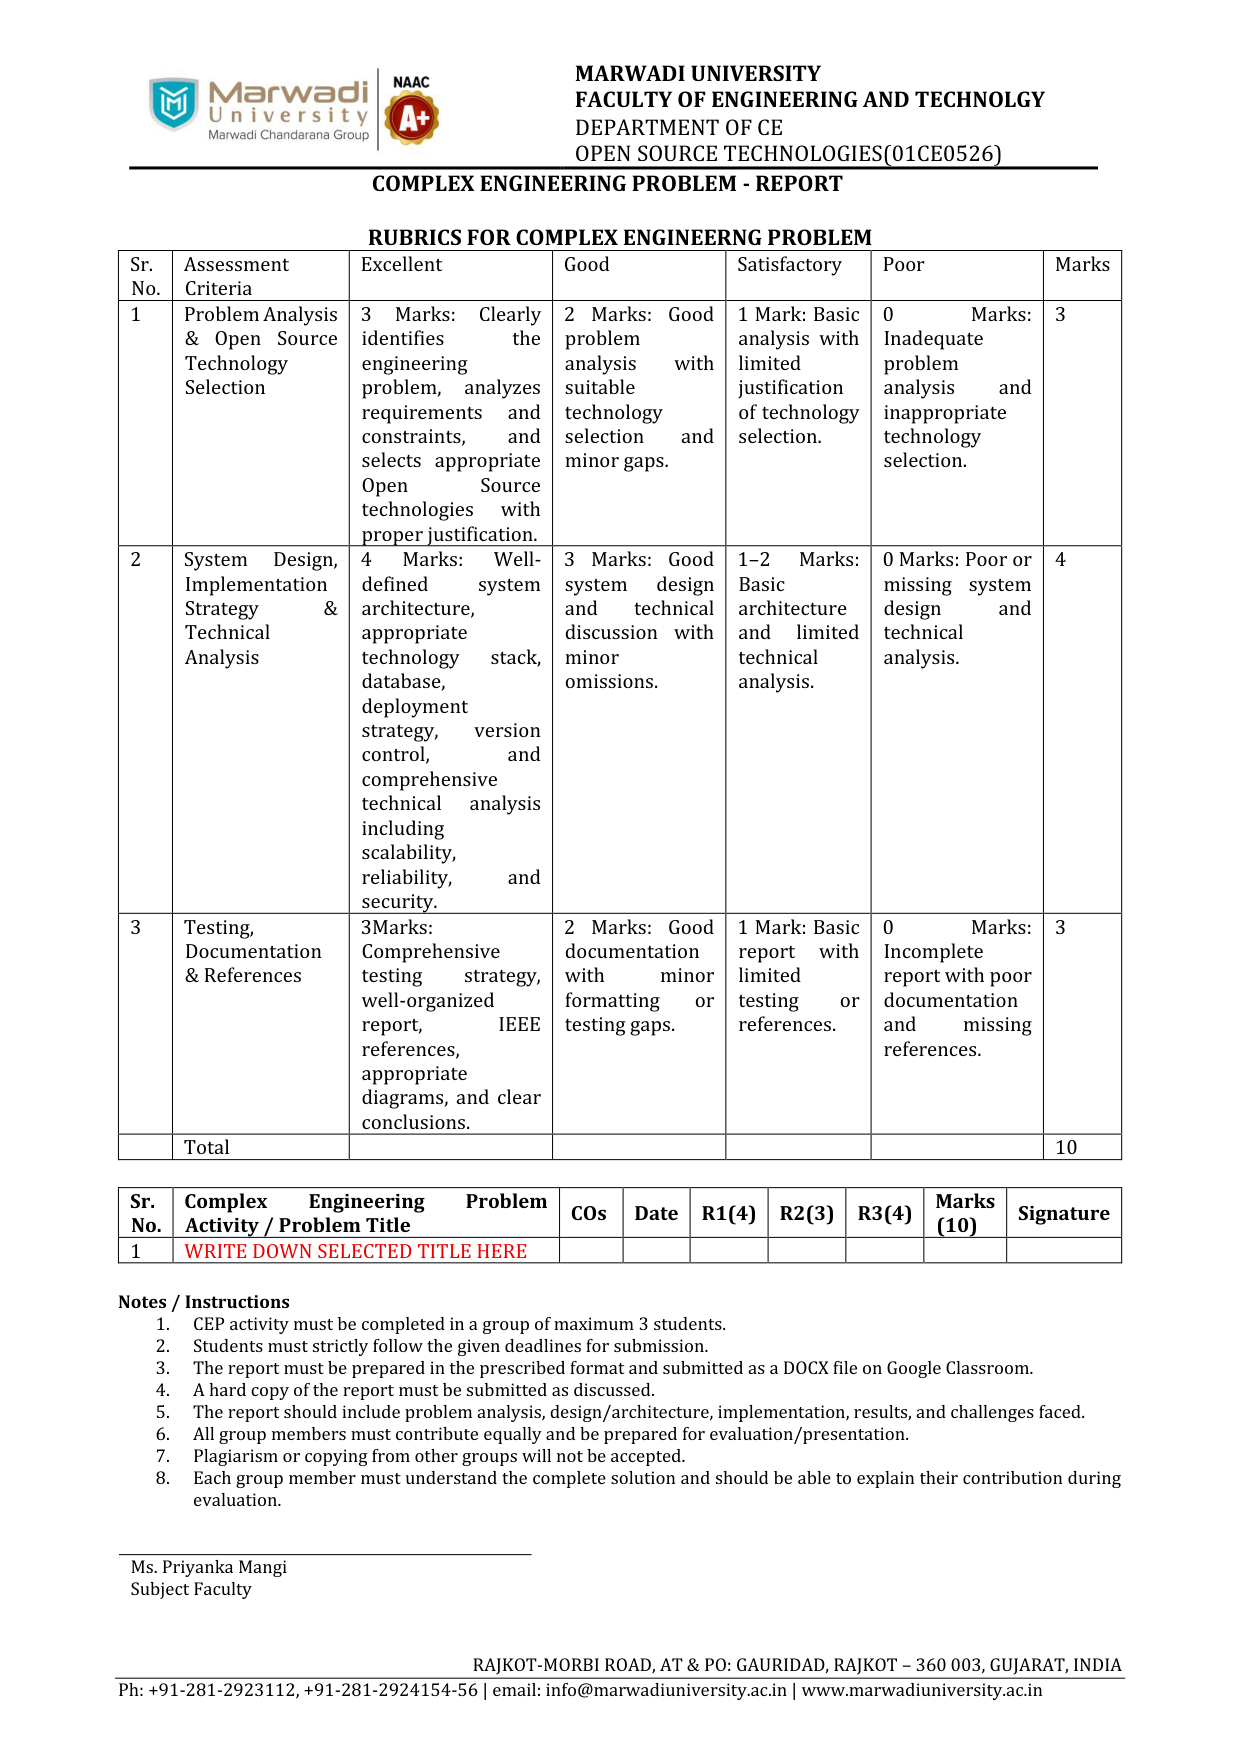 Marwadi
University
Marwadi Chandarana Group
NAAC
A+
MARWADI UNIVERSITY
FACULTY OF ENGINEERING AND TECHNOLGY
DEPARTMENT OF CE
OPEN SOURCE TECHNOLOGIES(01CE0526)
COMPLEX ENGINEERING PROBLEM - REPORT
RUBRICS FOR COMPLEX ENGINEERNG PROBLEM
Sr.
No.
Assessment
Criteria
Excellent
Good
Satisfactory
Poor
Marks
1
Problem Analysis
& Open Source
Technology
Selection
3 Marks: Clearly
identifies the
engineering
problem, analyzes
requirements and
constraints, and
selects appropriate
Open Source
technologies with
proper justification.
2 Marks: Good
problem
analysis with
suitable
technology
selection and
minor gaps.
1 Mark: Basic
analysis with
limited
justification
of technology
selection.
0 Marks:
Inadequate
problem
analysis and
inappropriate
technology
selection.
3
2
System Design,
Implementation
Strategy &
Technical
Analysis
4 Marks: Well-
defined system
architecture,
appropriate
technology stack,
database,
deployment
strategy, version
control, and
comprehensive
technical analysis
including
scalability,
reliability, and
security.
3 Marks: Good
system design
and technical
discussion with
minor
omissions.
1–2 Marks:
Basic
architecture
and limited
technical
analysis.
0 Marks: Poor or
missing system
design and
technical
analysis.
4
3
Testing,
Documentation
& References
3Marks:
Comprehensive
testing strategy,
well-organized
report, IEEE
references,
appropriate
diagrams, and clear
conclusions.
2 Marks: Good
documentation
with minor
formatting or
testing gaps.
1 Mark: Basic
report with
limited
testing or
references.
0 Marks:
Incomplete
report with poor
documentation
and missing
references.
3
Total
10
Sr.
No.
Complex Engineering Problem
Activity / Problem Title
COs
Date
R1(4)
R2(3)
R3(4)
Marks
(10)
Signature
1
WRITE DOWN SELECTED TITLE HERE
Notes / Instructions
1. CEP activity must be completed in a group of maximum 3 students.
2. Students must strictly follow the given deadlines for submission.
3. The report must be prepared in the prescribed format and submitted as a DOCX file on Google Classroom.
4. A hard copy of the report must be submitted as discussed.
5. The report should include problem analysis, design/architecture, implementation, results, and challenges faced.
6. All group members must contribute equally and be prepared for evaluation/presentation.
7. Plagiarism or copying from other groups will not be accepted.
8. Each group member must understand the complete solution and should be able to explain their contribution during
evaluation.
Ms. Priyanka Mangi
Subject Faculty
RAJKOT-MORBI ROAD, AT & PO: GAURIDAD, RAJKOT – 360 003, GUJARAT, INDIA
Ph: +91-281-2923112, +91-281-2924154-56 | email: info@marwadiuniversity.ac.in | www.marwadiuniversity.ac.in